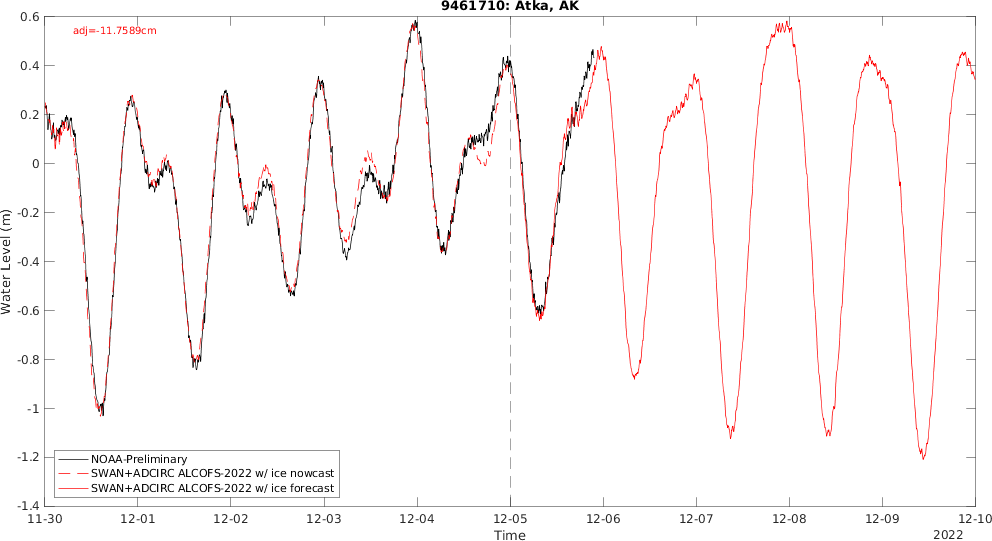 9461710: Atka, AK
adj=-11.7589cm
0.6
0.4
0.2
0
-0.2
-0.4
-0.6
-0.8
-1
-1.2
-1.4
Water Level (m)
NOAA-Preliminary
SWAN+ADCIRC ALCOFS-2022 w/ ice nowcast
SWAN+ADCIRC ALCOFS-2022 w/ ice forecast
11-30 12-01 12-02 12-03 12-04 12-05 12-06 12-07 12-08 12-09 12-10
Time
2022